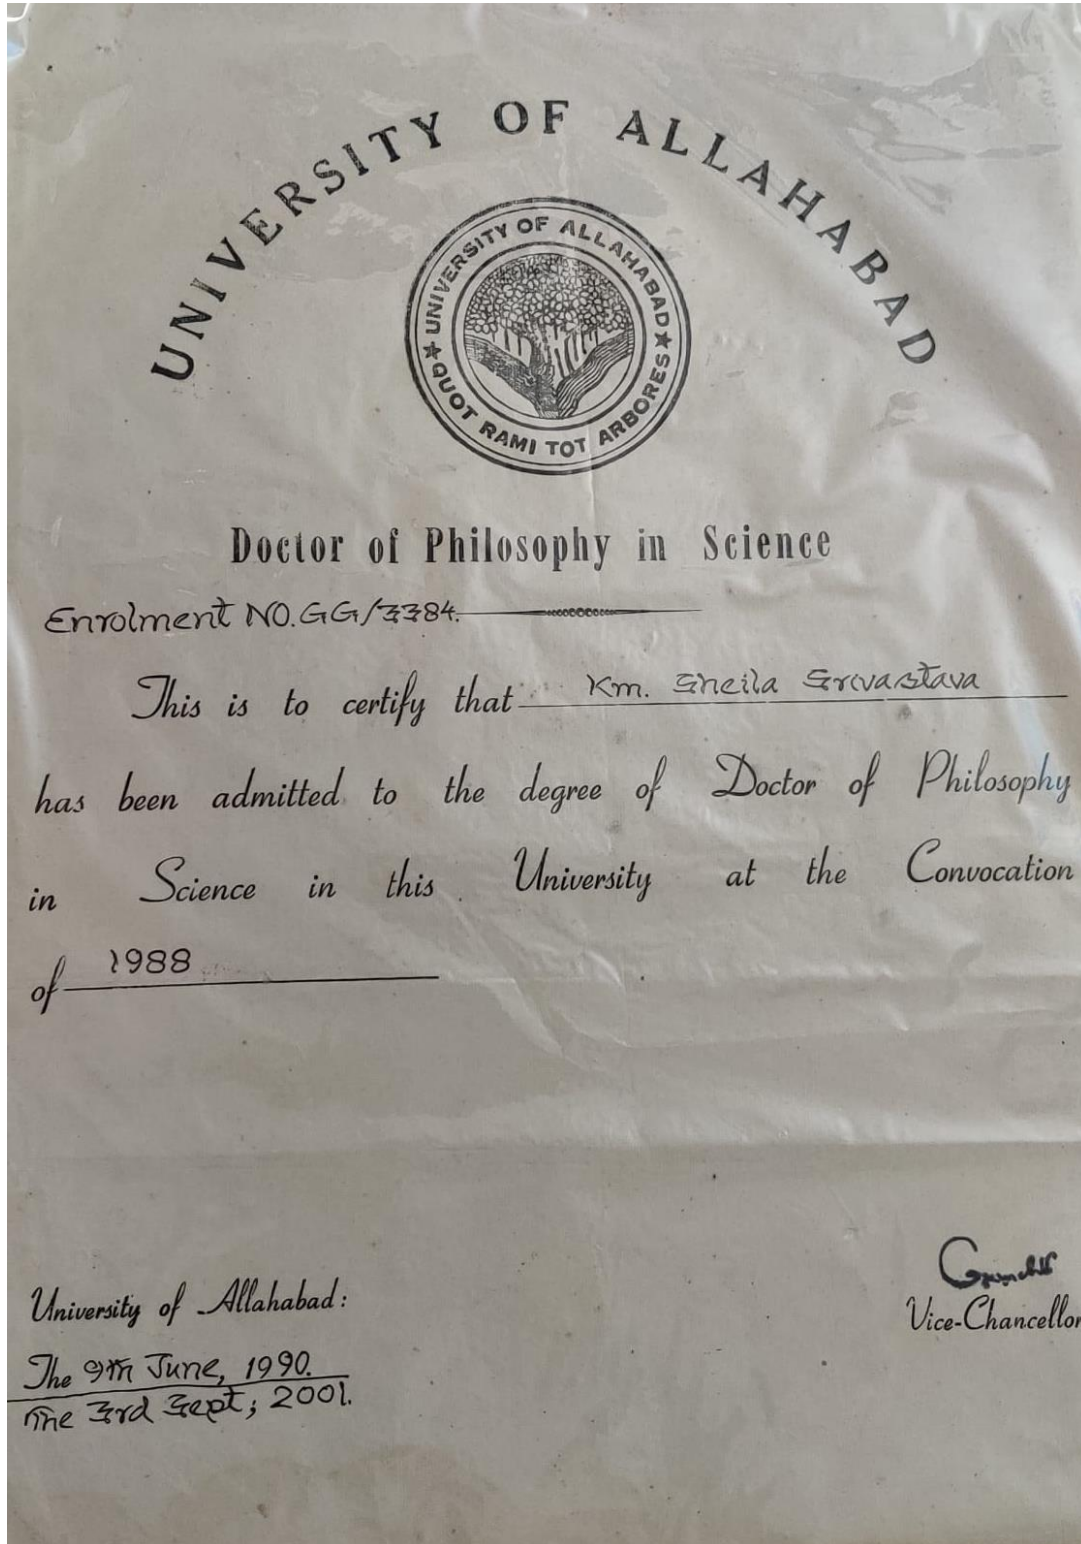 UNIVERSITY OF ALLAHABAD
UNIVERSITY OF ALLAHABAD
QUOT RAMI TOT ARBORES
Doctor of Philosophy in Science
Enrolment NO. GG/3384.
This is to certify that Km. Sheila Srivastava
has been admitted to the degree of Doctor of Philosophy
in Science in this University at the Convocation
of 1988
University of Allahabad:
Vice-Chancellor
The 9th June, 1990.
The 3rd Sept; 2001.